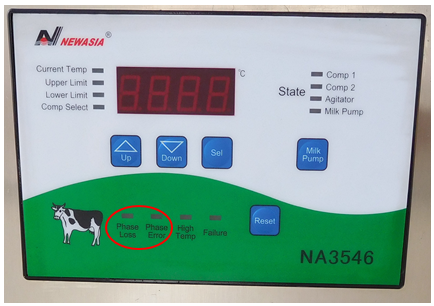 NEWASIA®
Current Temp
Upper Limit
Lower Limit
Comp Select
8888
°C
State
Comp 1
Comp 2
Agitator
Milk Pump
Up
Down
Sel
Milk
Pump
Phase
Loss
Phase
Error
High
Temp
Failure
Reset
NA3546